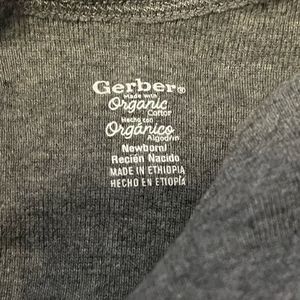 Gerber®
Made with
Organic
Cotton
Hecho con
Orgánico
Algodón
Newborn/
Recién Nacido
MADE IN ETHIOPIA
HECHO EN ETIOPÍA